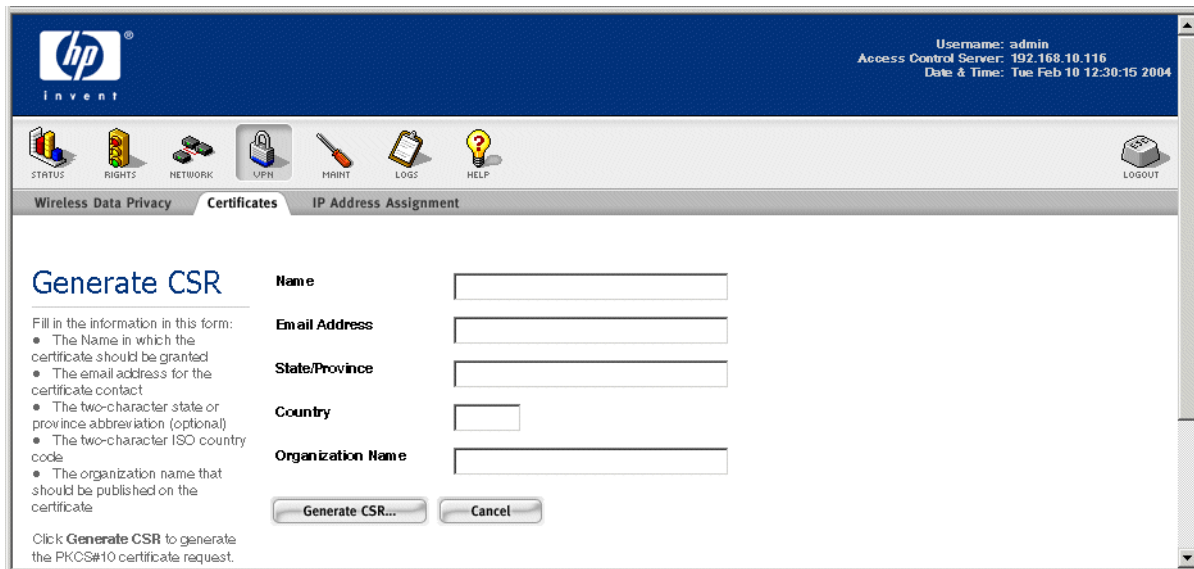 hp
®
invent
Username: admin
Access Control Server: 192.168.10.116
Date & Time: Tue Feb 10 12:30:15 2004
STATUS RIGHTS NETWORK VPN MAINT LOGS HELP LOGOUT
Wireless Data Privacy Certificates IP Address Assignment
Generate CSR
Fill in the information in this form:
• The Name in which the
certificate should be granted
• The email address for the
certificate contact
• The two-character state or
province abbreviation (optional)
• The two-character ISO country
code
• The organization name that
should be published on the
certificate
Click Generate CSR to generate
the PKCS#10 certificate request.
Name
Email Address
State/Province
Country
Organization Name
Generate CSR... Cancel